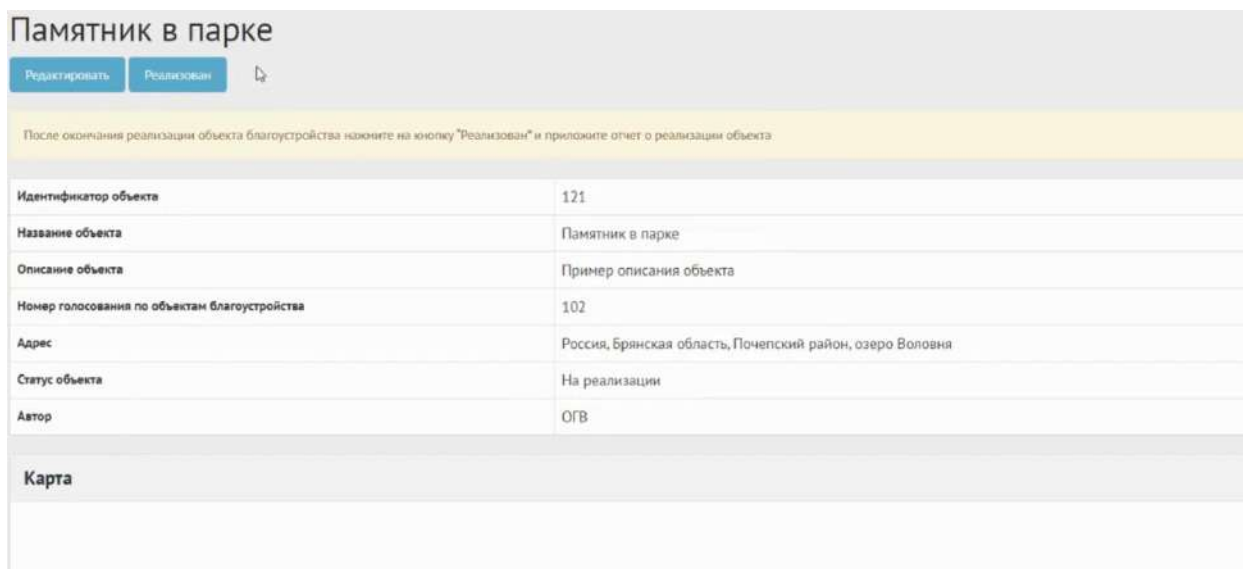 Памятник в парке
Редактировать Реализован
После окончания реализации объекта благоустройства нажмите на кнопку "Реализован" и приложите отчет о реализации объекта
Идентификатор объекта 121
Название объекта Памятник в парке
Описание объекта Пример описания объекта
Номер голосования по объектам благоустройства 102
Адрес Россия, Брянская область, Почепский район, озеро Воловня
Статус объекта На реализации
Автор ОГВ
Карта